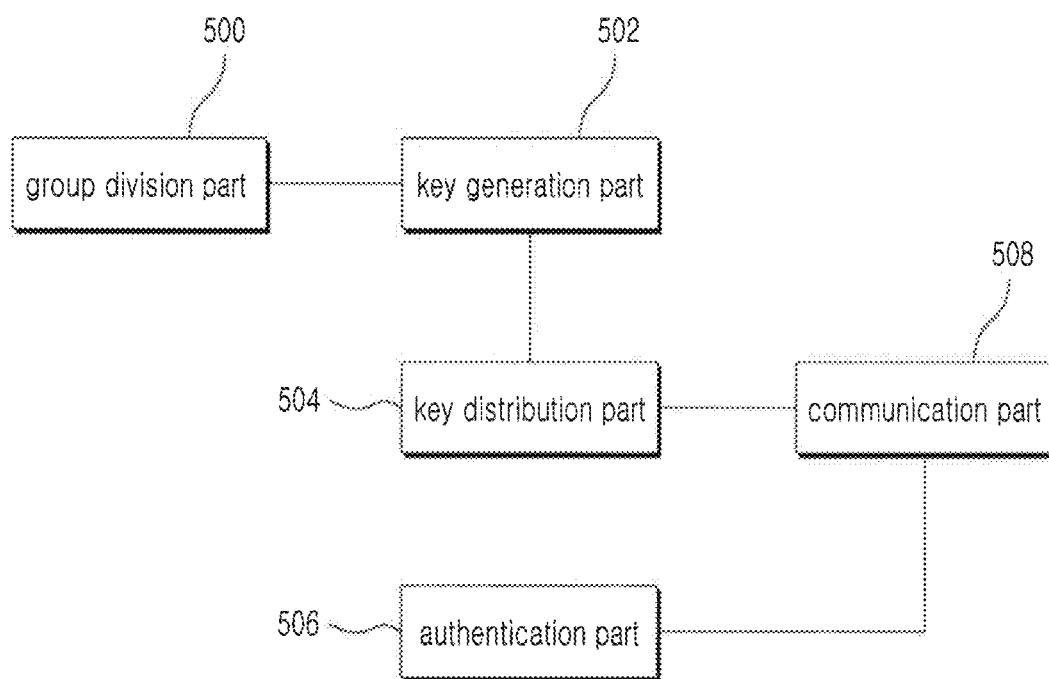 500
502
group division part
key generation part
508
504
key distribution part
communication part
506
authentication part